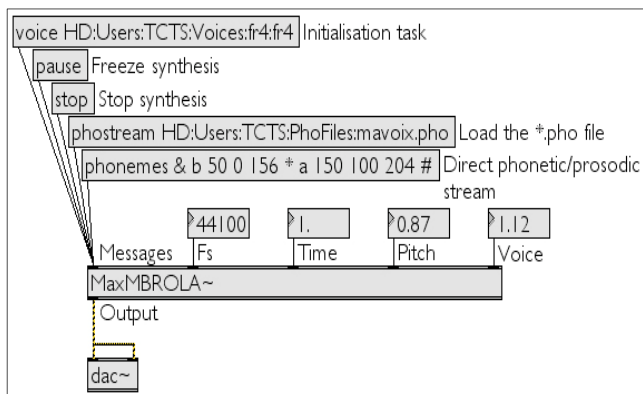 voice HD:Users:TCTS:Voices:fr4:fr4 Initialisation task
pause Freeze synthesis
stop Stop synthesis
phostream HD:Users:TCTS:PhoFiles:mavoix.pho Load the *.pho file
phonemes & b 50 0 156 * a 150 100 204 # Direct phonetic/prosodic
stream
44100 1. 0.87 1.12
Messages Fs Time Pitch Voice
MaxMBROLA~
Output
dac~